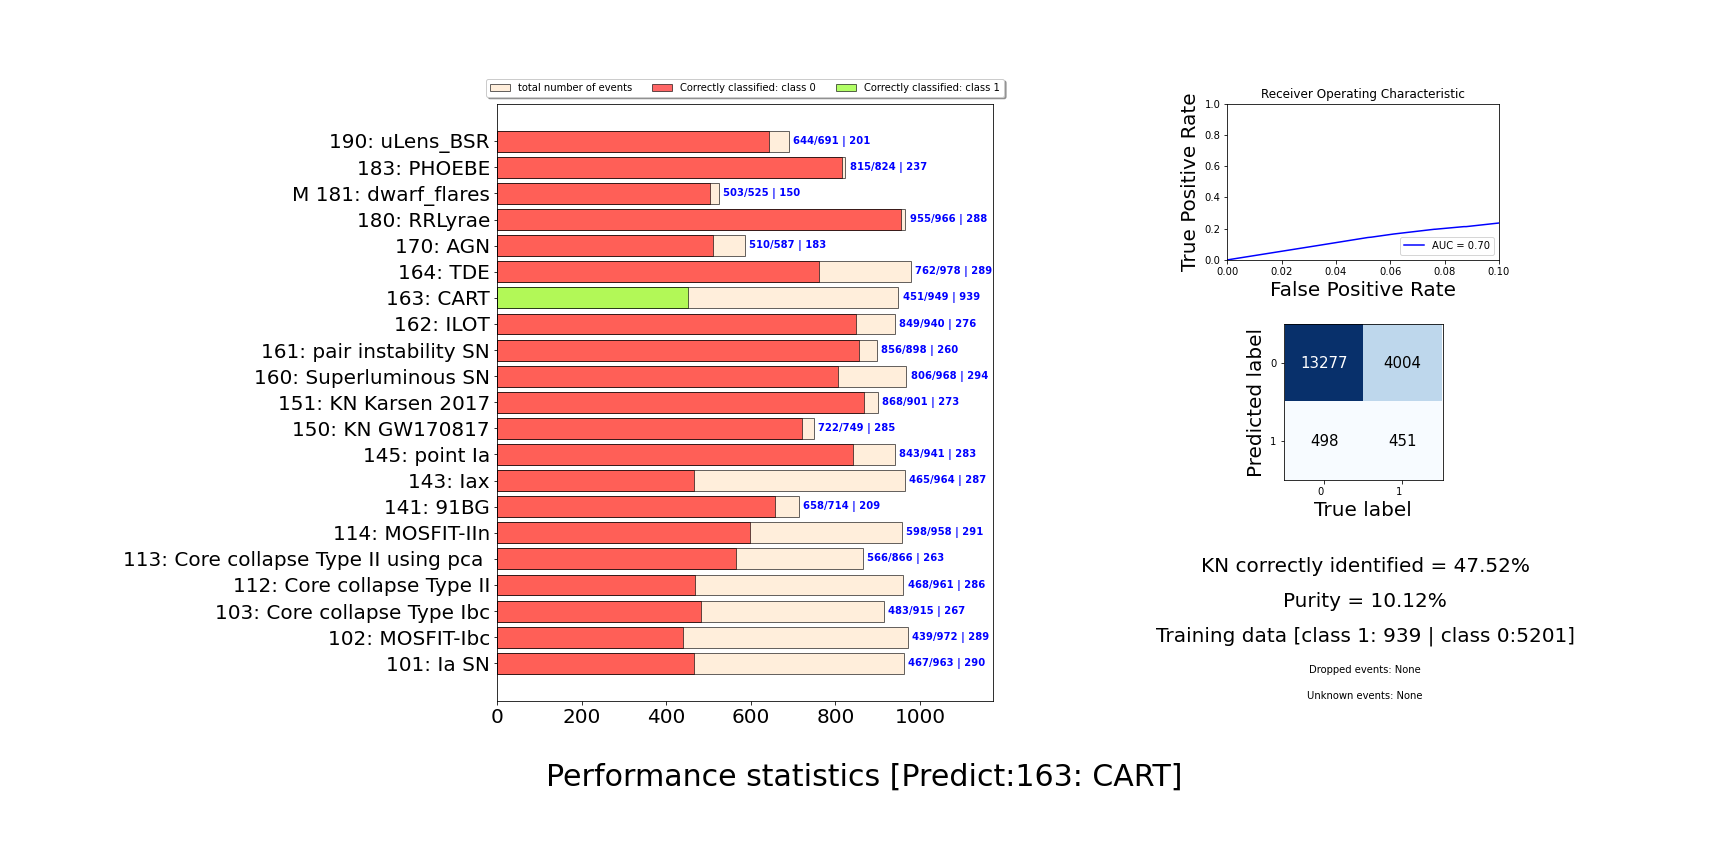 total number of events Correctly classified: class 0 Correctly classified: class 1
190: uLens_BSR 644/691 | 201
183: PHOEBE 815/824 | 237
M 181: dwarf_flares 503/525 | 150
180: RRLyrae 955/966 | 288
170: AGN 510/587 | 183
164: TDE 762/978 | 289
163: CART 451/949 | 939
162: ILOT 849/940 | 276
161: pair instability SN 856/898 | 260
160: Superluminous SN 806/968 | 294
151: KN Karsen 2017 868/901 | 273
150: KN GW170817 722/749 | 285
145: point Ia 843/941 | 283
143: Iax 465/964 | 287
141: 91BG 658/714 | 209
114: MOSFIT-IIn 598/958 | 291
113: Core collapse Type II using pca 566/866 | 263
112: Core collapse Type II 468/961 | 286
103: Core collapse Type Ibc 483/915 | 267
102: MOSFIT-Ibc 439/972 | 289
101: Ia SN 467/963 | 290
0 200 400 600 800 1000
Receiver Operating Characteristic
True Positive Rate
1.0
0.8
0.6
0.4
0.2
0.0
AUC = 0.70
0.00 0.02 0.04 0.06 0.08 0.10
False Positive Rate
Predicted label
0 13277 4004
1 498 451
0 1
True label
KN correctly identified = 47.52%
Purity = 10.12%
Training data [class 1: 939 | class 0:5201]
Dropped events: None
Unknown events: None
Performance statistics [Predict:163: CART]